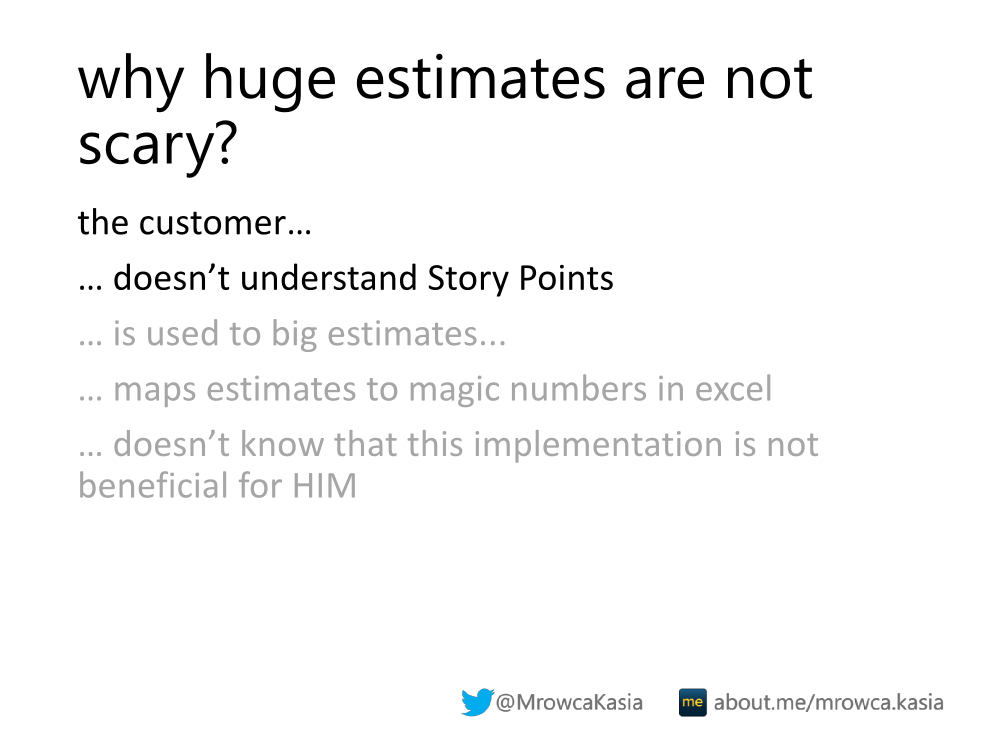 why huge estimates are not
scary?
the customer…
… doesn’t understand Story Points
… is used to big estimates...
… maps estimates to magic numbers in excel
… doesn’t know that this implementation is not
beneficial for HIM
@MrowcaKasia
me about.me/mrowca.kasia